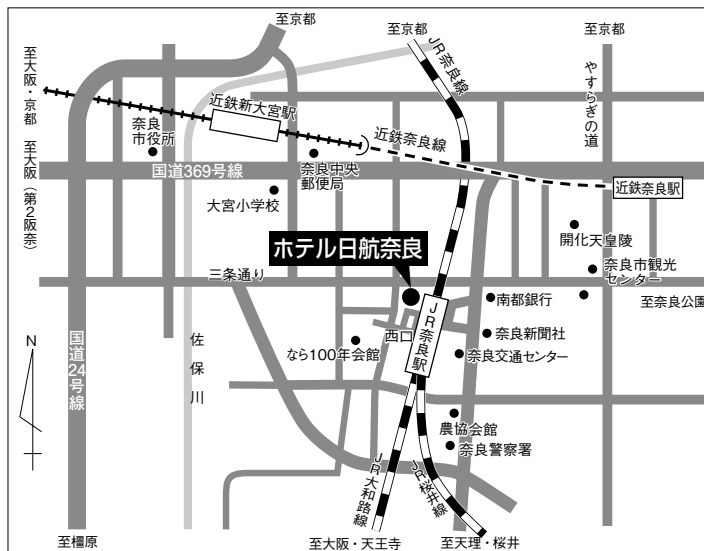 至京都
至京都
至京都
至大阪・京都
至大阪（第2阪奈）
JR奈良線
やすらぎの道
近鉄新大宮駅
奈良
市役所
近鉄奈良線
国道369号線
奈良中央
郵便局
近鉄奈良駅
大宮小学校
開化天皇陵
ホテル日航奈良
奈良市観光
センター
三条通り
至奈良公園
南都銀行
N
国道24号線
佐保川
西口
JR奈良駅
奈良新聞社
なら100年会館
奈良交通センター
農協会館
奈良警察署
JR大和路線
JR桜井線
至橿原
至大阪・天王寺
至天理・桜井